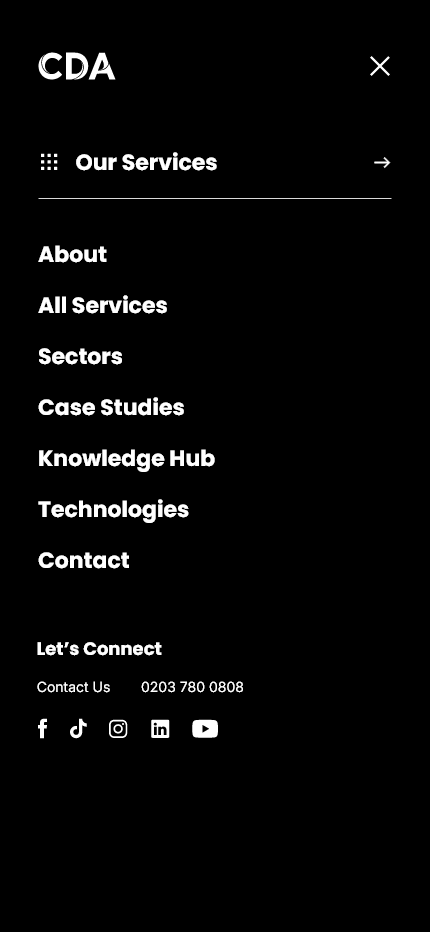 CDA
Our Services
About
All Services
Sectors
Case Studies
Knowledge Hub
Technologies
Contact
Let’s Connect
Contact Us 0203 780 0808